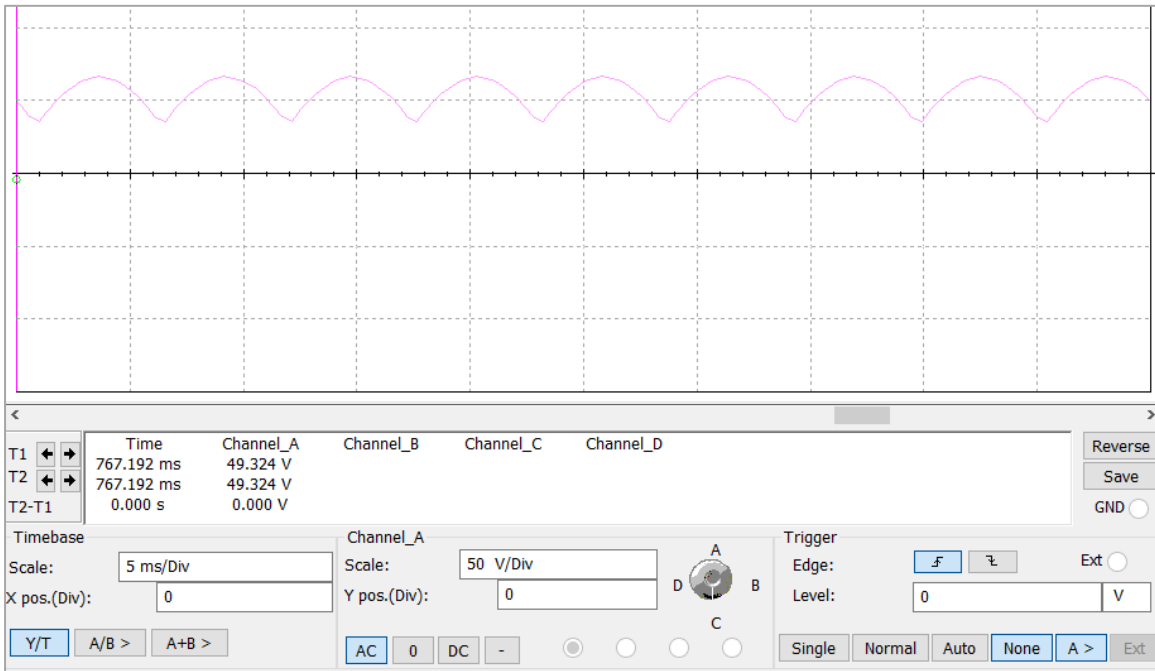 Time Channel_A Channel_B Channel_C Channel_D
T1 767.192 ms 49.324 V
T2 767.192 ms 49.324 V
T2-T1 0.000 s 0.000 V
Reverse
Save
GND
Timebase
Scale: 5 ms/Div
X pos.(Div): 0
Y/T A/B > A+B >
Channel_A
Scale: 50 V/Div
Y pos.(Div): 0
AC 0 DC -
A
D B
C
Trigger
Edge: Ext
Level: 0 V
Single Normal Auto None A > Ext